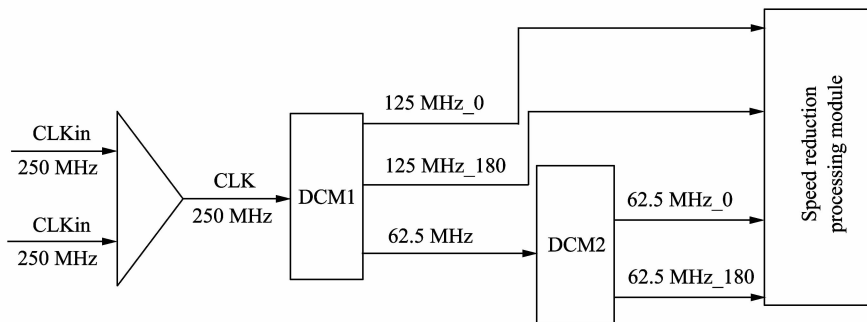 CLKin
250 MHz
CLKin
250 MHz
CLK
250 MHz
DCM1
125 MHz_0
125 MHz_180
62.5 MHz
DCM2
62.5 MHz_0
62.5 MHz_180
Speed reduction
processing module